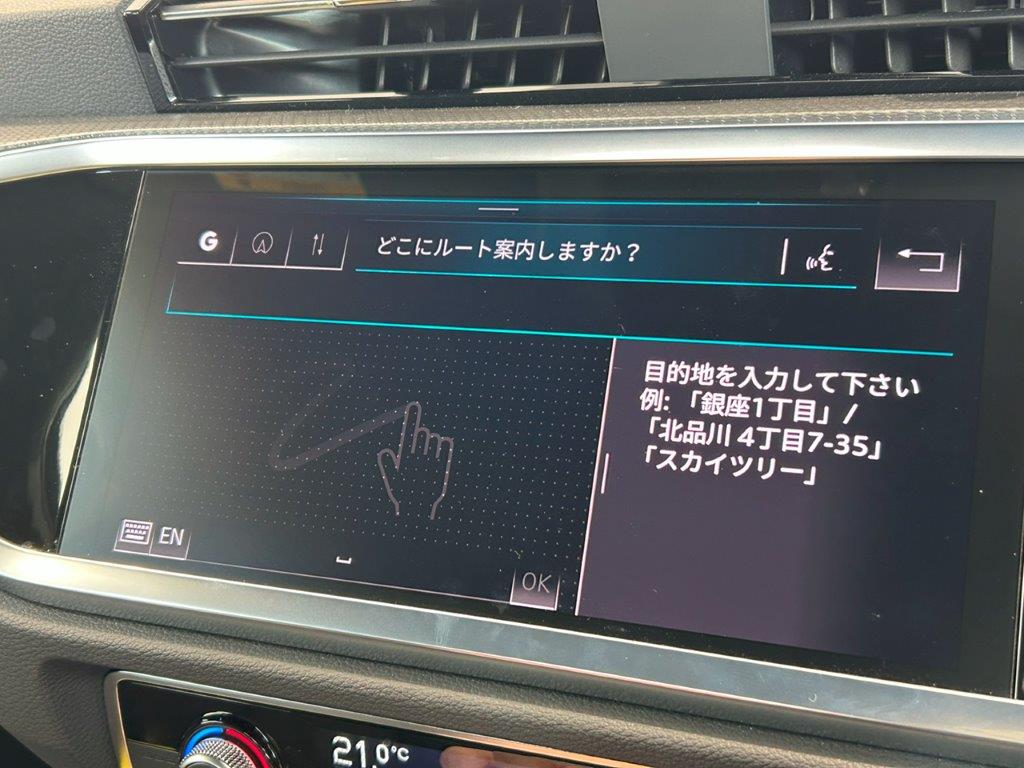 G
どこにルート案内しますか？
目的地を入力して下さい
例: 「銀座1丁目」/
「北品川 4丁目7-35」
「スカイツリー」
EN
OK
21.0°C